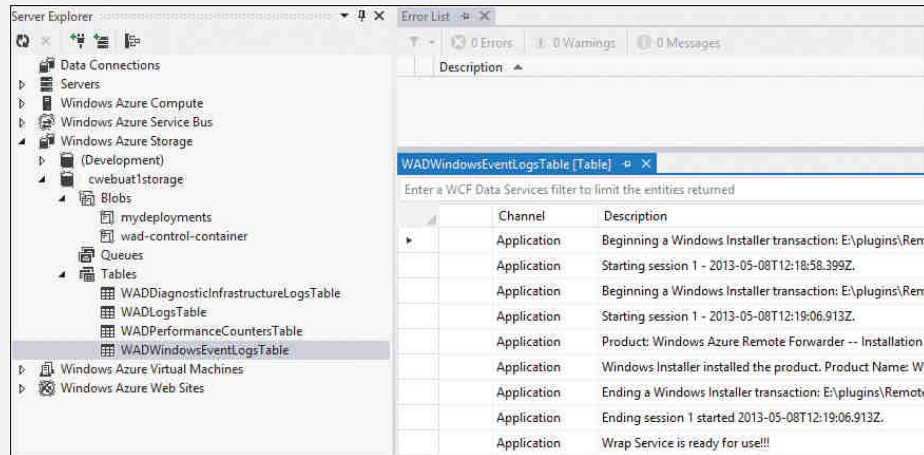 Server Explorer
Data Connections
Servers
Windows Azure Compute
Windows Azure Service Bus
Windows Azure Storage
(Development)
cwebuat1storage
Blobs
mydeployments
wad-control-container
Queues
Tables
WADDiagnosticInfrastructureLogsTable
WADLogsTable
WADPerformanceCountersTable
WADWindowsEventLogsTable
Windows Azure Virtual Machines
Windows Azure Web Sites
Error List
0 Errors 0 Warnings 0 Messages
Description
WADWindowsEventLogsTable [Table]
Enter a WCF Data Services filter to limit the entities returned
Channel Description
Application Beginning a Windows Installer transaction: E:\plugins\Rem
Application Starting session 1 - 2013-05-08T12:18:58.399Z.
Application Beginning a Windows Installer transaction: E:\plugins\Rem
Application Starting session 1 - 2013-05-08T12:19:06.913Z.
Application Product: Windows Azure Remote Forwarder -- Installation
Application Windows Installer installed the product. Product Name: W
Application Ending a Windows Installer transaction: E:\plugins\Remote
Application Ending session 1 started 2013-05-08T12:19:06.913Z.
Application Wrap Service is ready for use!!!